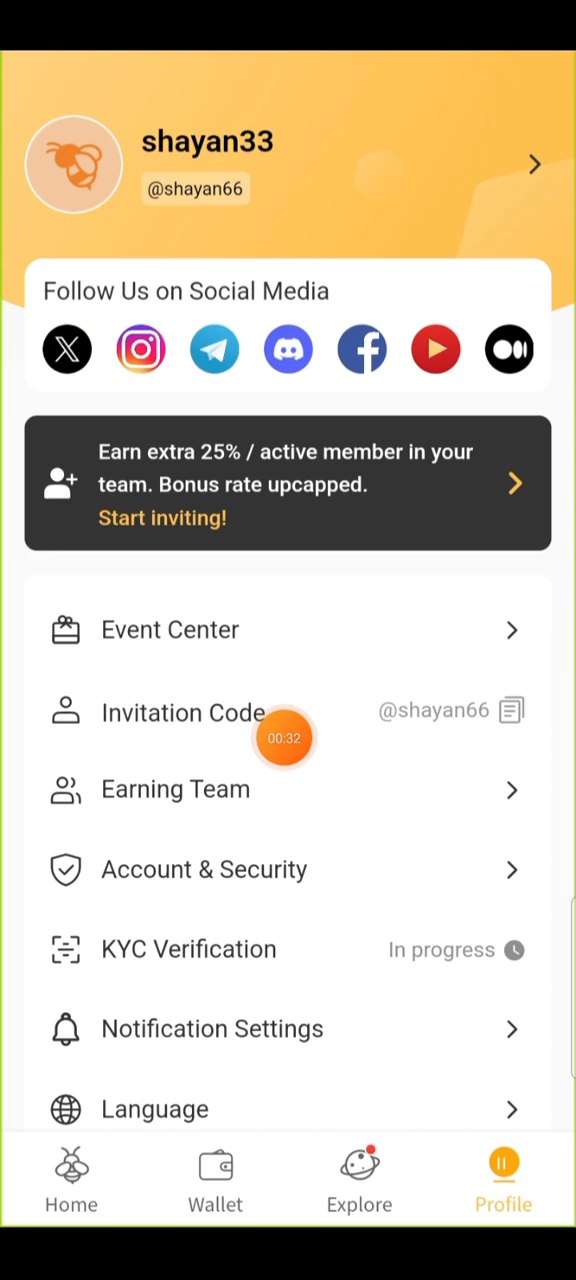 shayan33
@shayan66
Follow Us on Social Media
Earn extra 25% / active member in your
team. Bonus rate upcapped.
Start inviting!
Event Center
Invitation Code @shayan66
00:32
Earning Team
Account & Security
KYC Verification In progress
Notification Settings
Language
Home Wallet Explore Profile